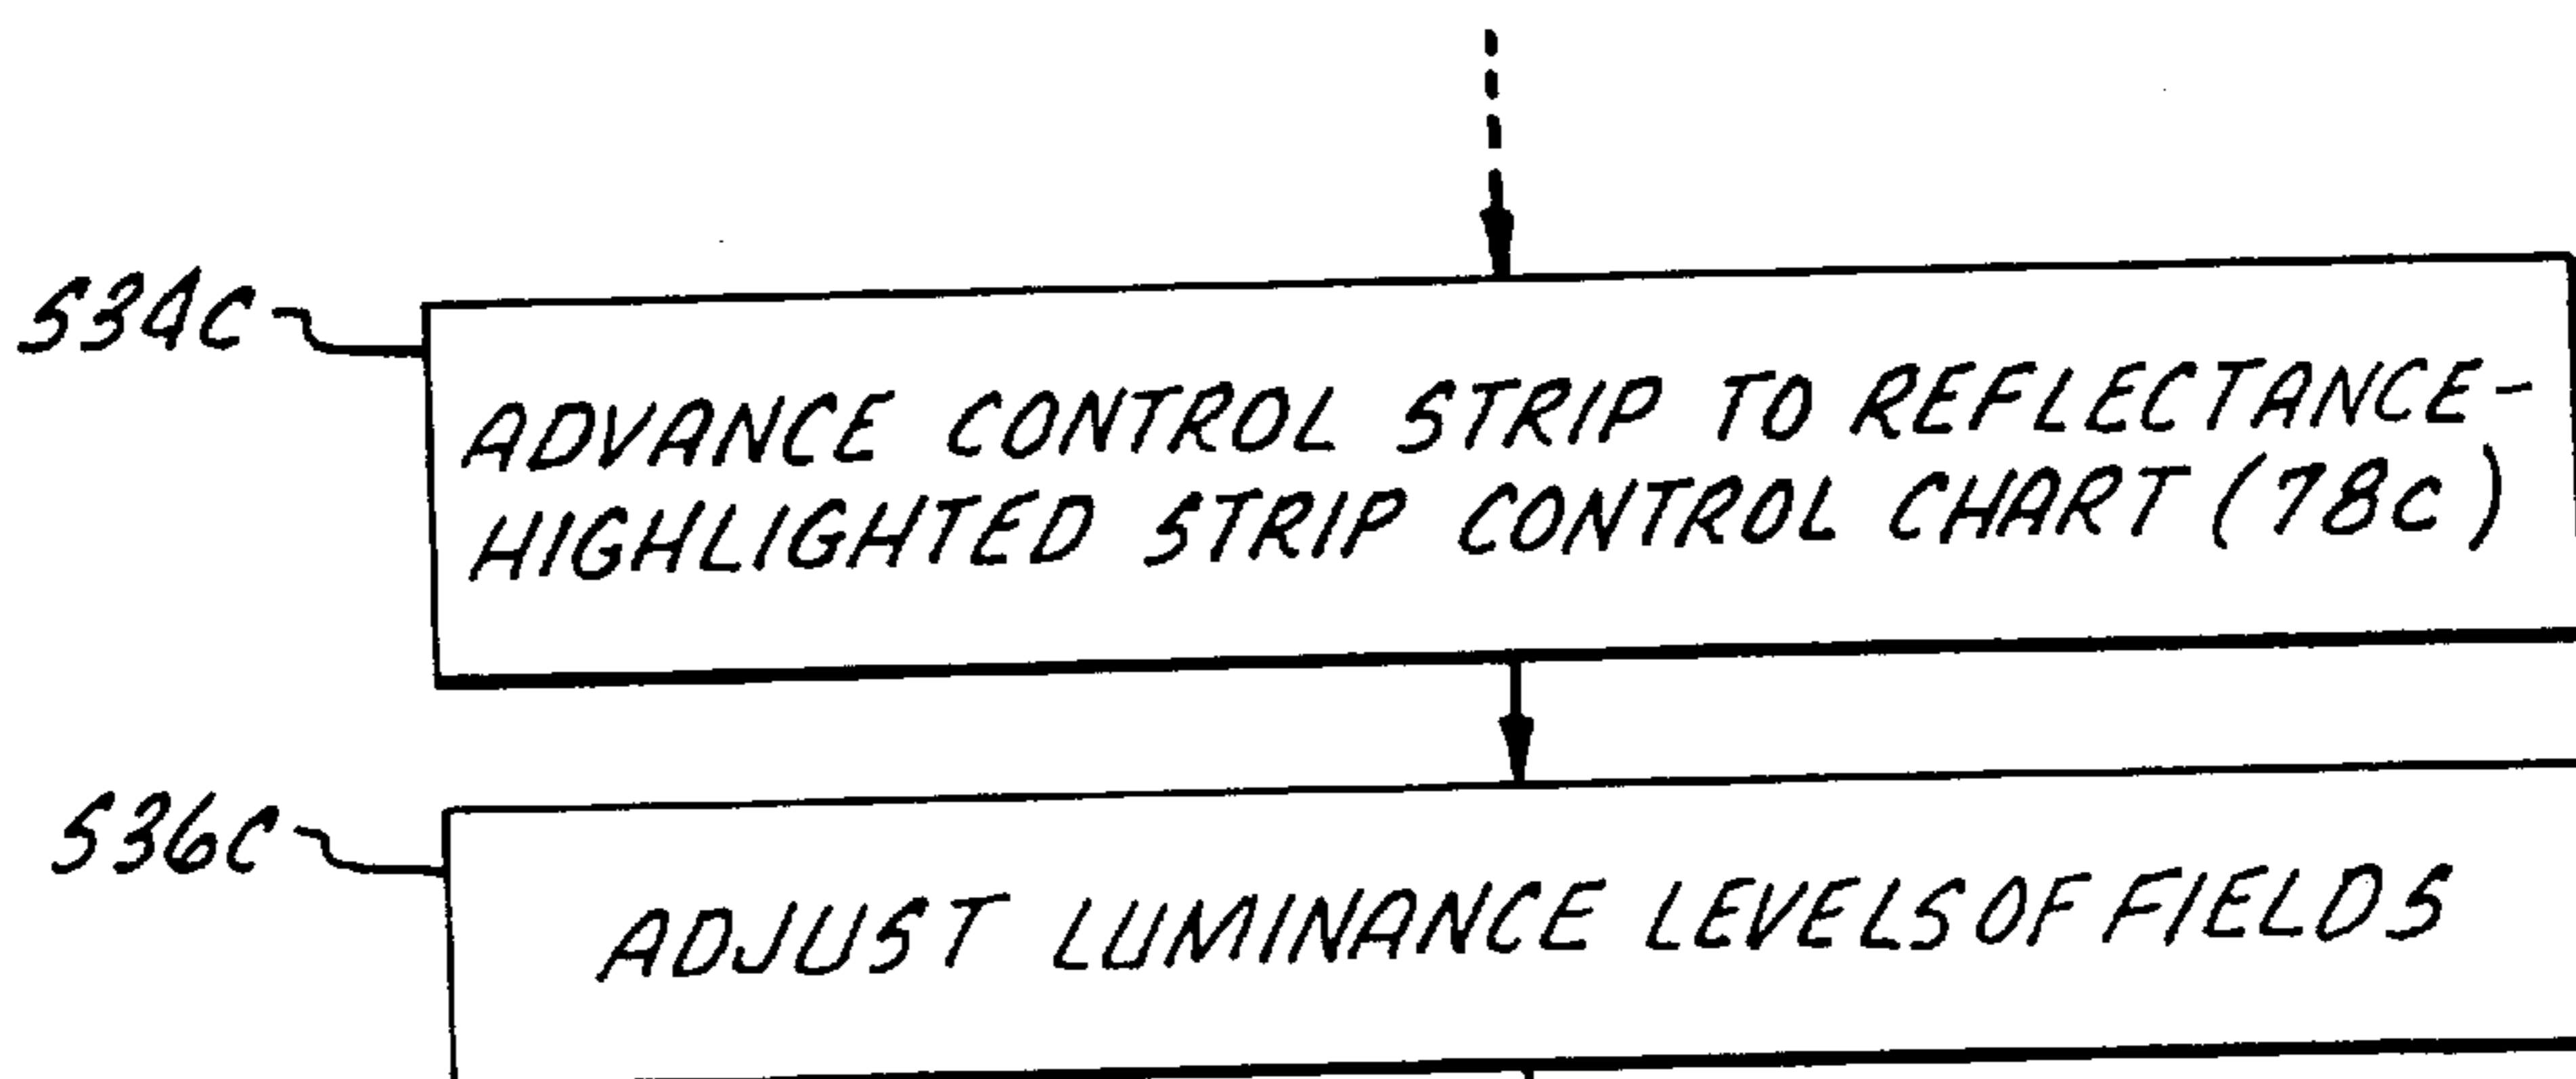 534C
ADVANCE CONTROL STRIP TO REFLECTANCE-
HIGHLIGHTED STRIP CONTROL CHART (78C)
536C
ADJUST LUMINANCE LEVELS OF FIELDS